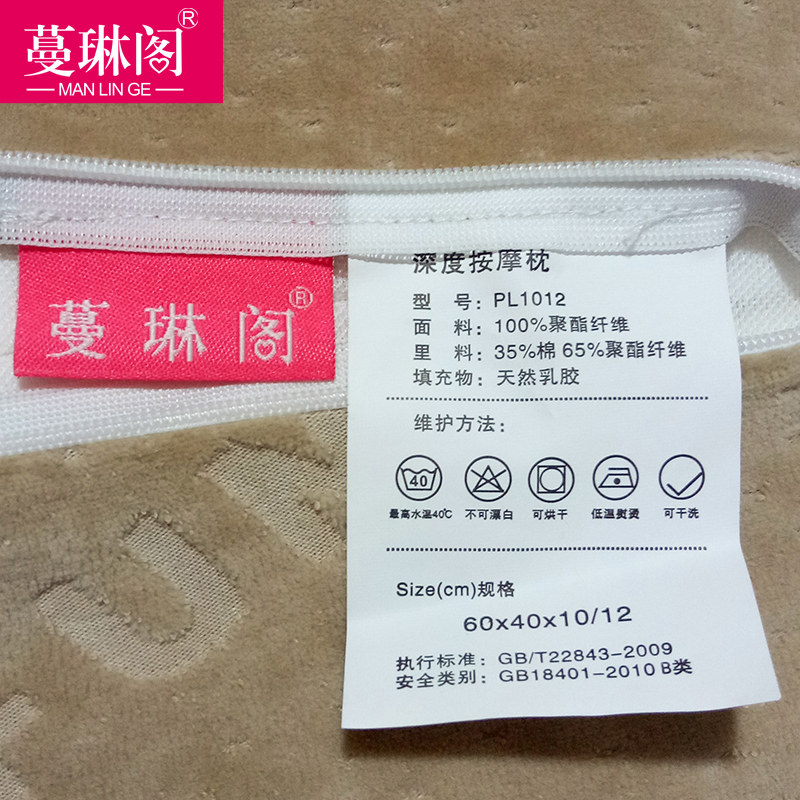 蔓琳阁®
MAN LIN GE
蔓琳阁®
深度按摩枕
型 号：PL1012
面 料：100%聚酯纤维
里 料：35%棉 65%聚酯纤维
填充物：天然乳胶
维护方法：
40
最高水温40℃ 不可漂白 可烘干 低温熨烫 可干洗
Size(cm)规格
60x40x10/12
执行标准：GB/T22843-2009
安全类别：GB18401-2010 B类